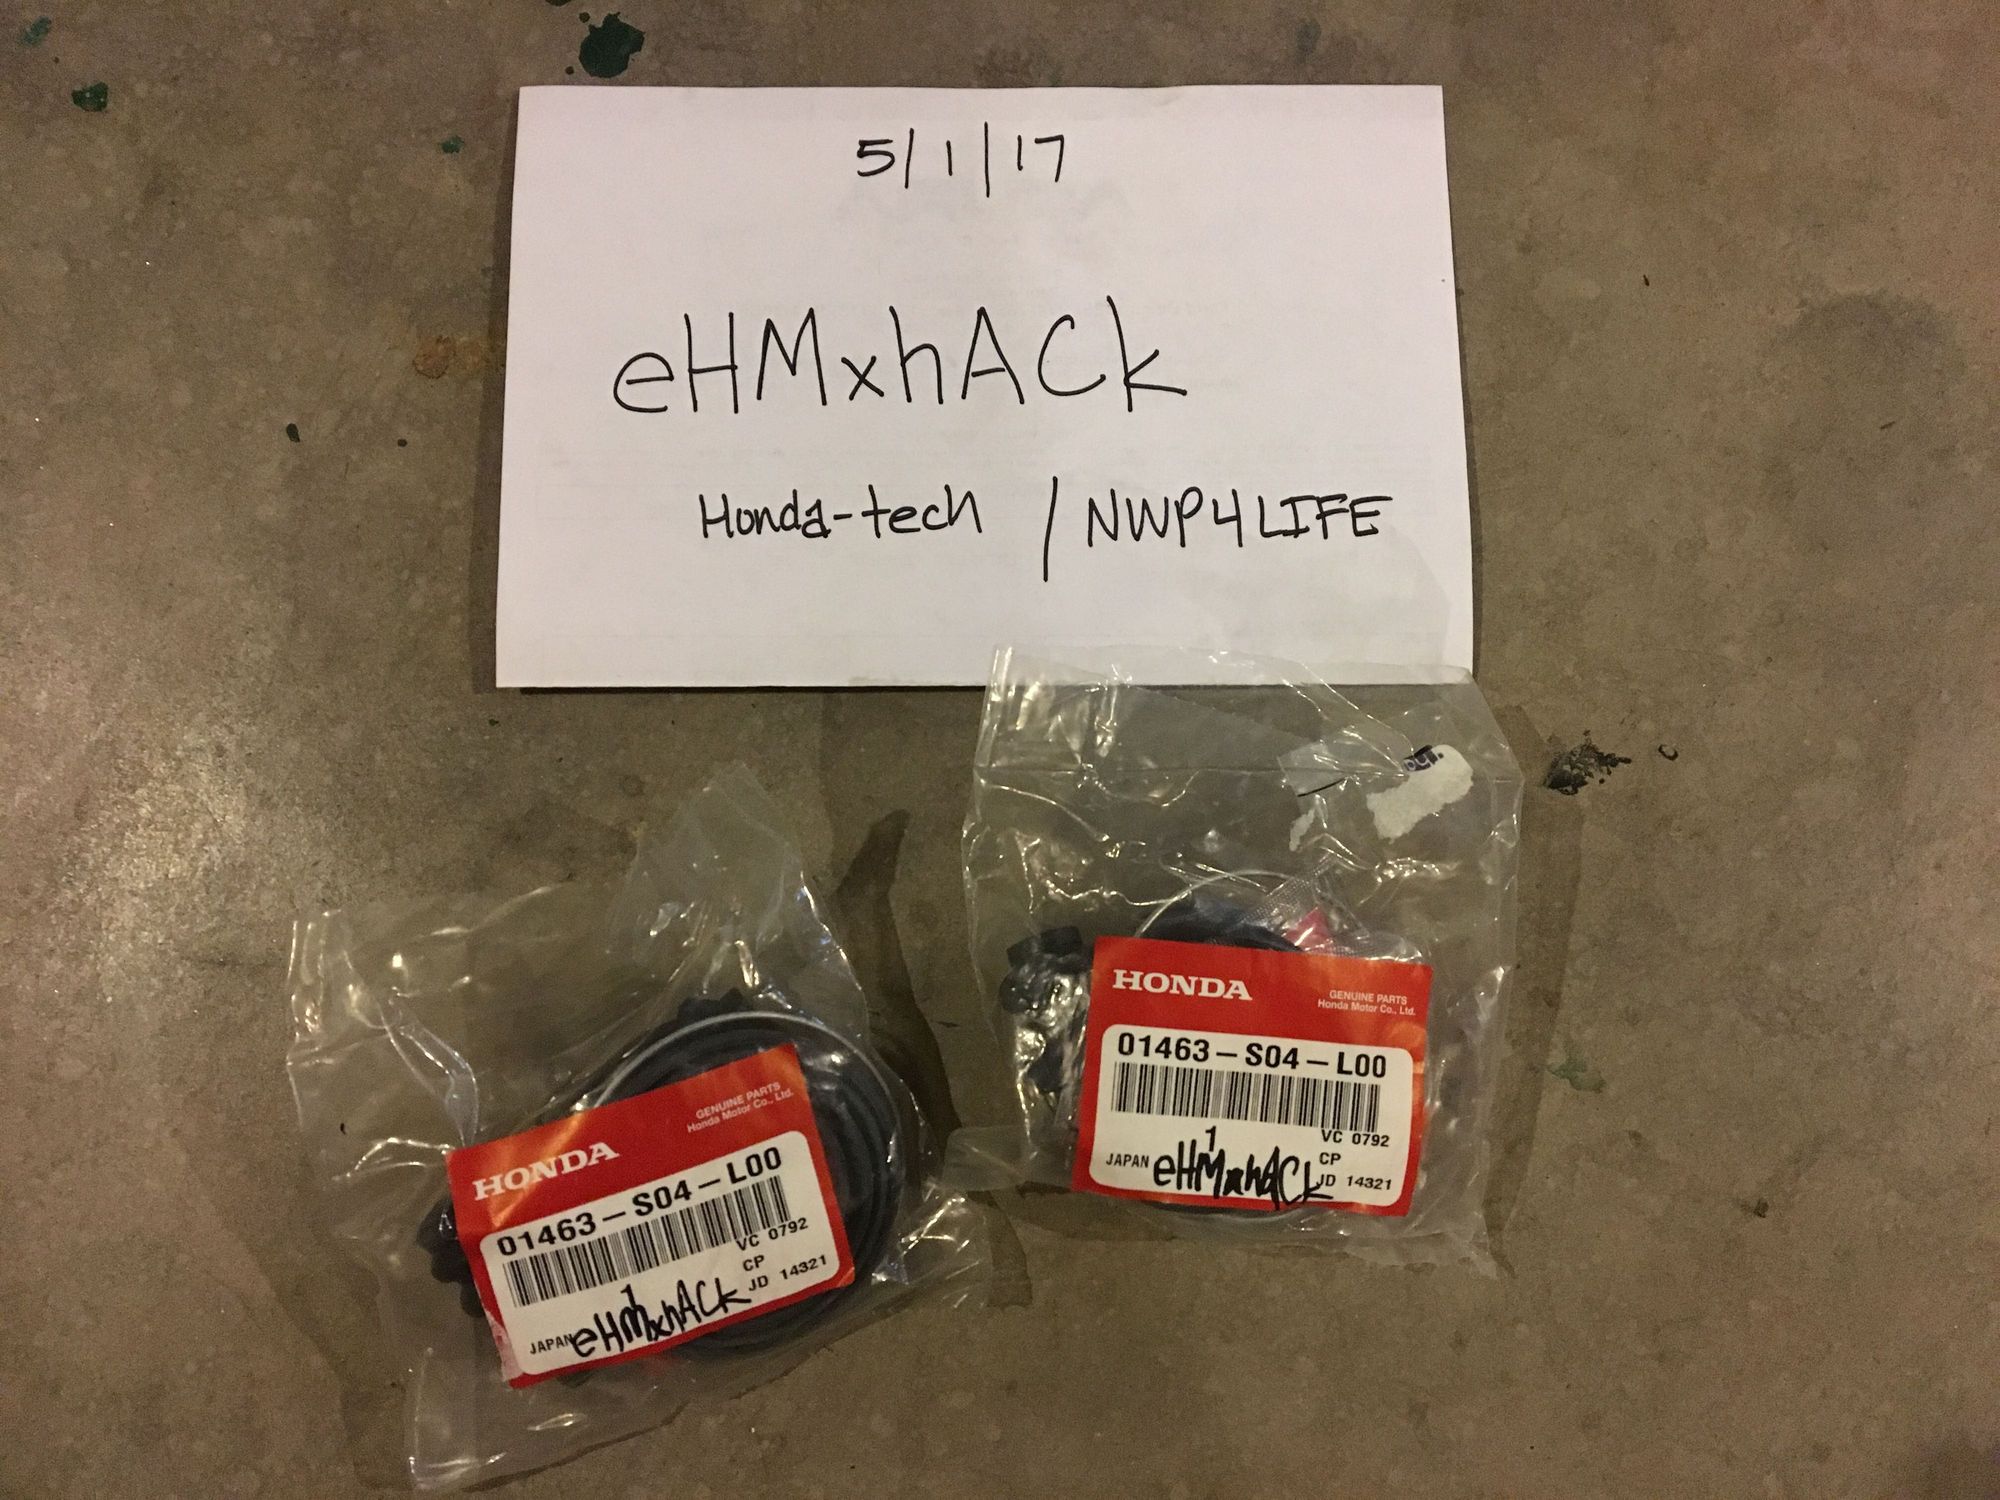 5/1/17
eHMxhACk
Honda-tech / NWP4LIFE
HONDA
GENUINE PARTS
Honda Motor Co., Ltd.
01463-S04-L00
1
VC 0792
CP
JAPAN
JD 14321
eHMxhACk
HONDA
GENUINE PARTS
Honda Motor Co., Ltd.
01463-S04-L00
1
VC 0792
CP
JAPAN
JD 14321
eHMxhACk